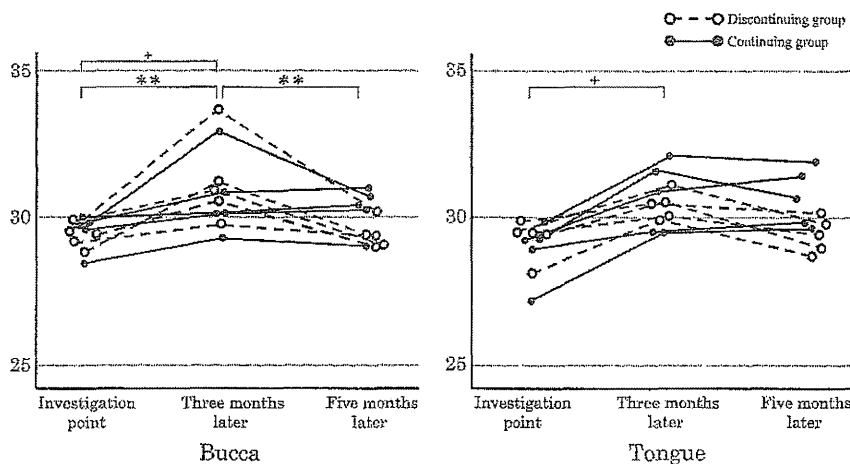 Discontinuing group
Continuing group
35
+
**
**
30
25
Investigation point
Three months later
Five months later
Bucca
35
+
30
25
Investigation point
Three months later
Five months later
Tongue